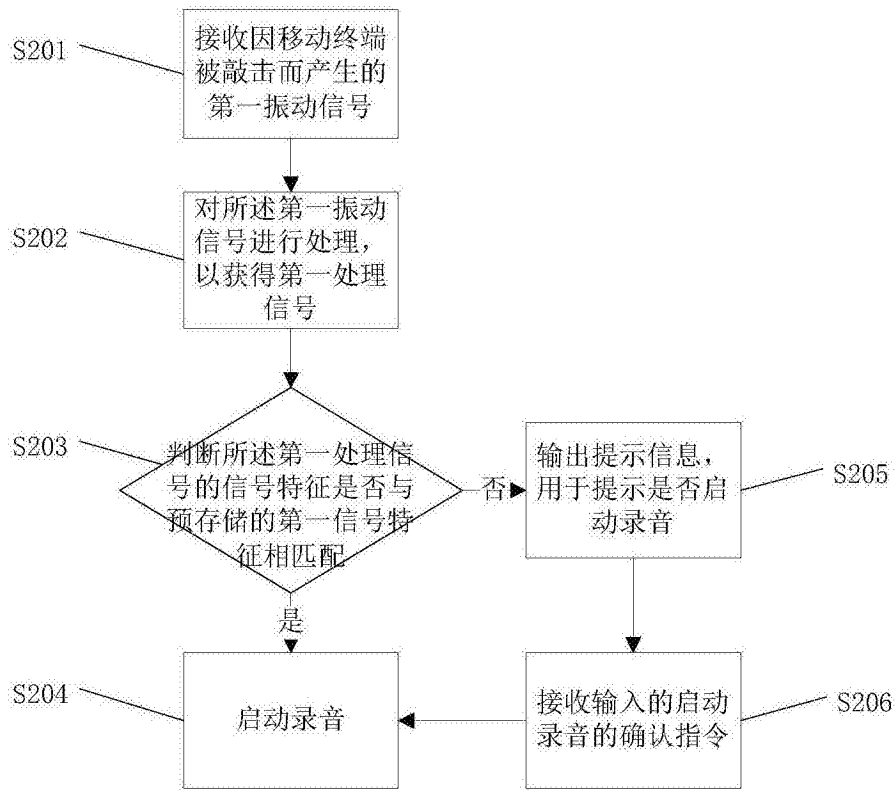 S201
接收因移动终端
被敲击而产生的
第一振动信号
S202
对所述第一振动
信号进行处理，
以获得第一处理
信号
S203
判断所述第一处理信
号的信号特征是否与
预存储的第一信号特
征相匹配
否
输出提示信息，
用于提示是否启
动录音
S205
是
S204
启动录音
接收输入的启动
录音的确认指令
S206